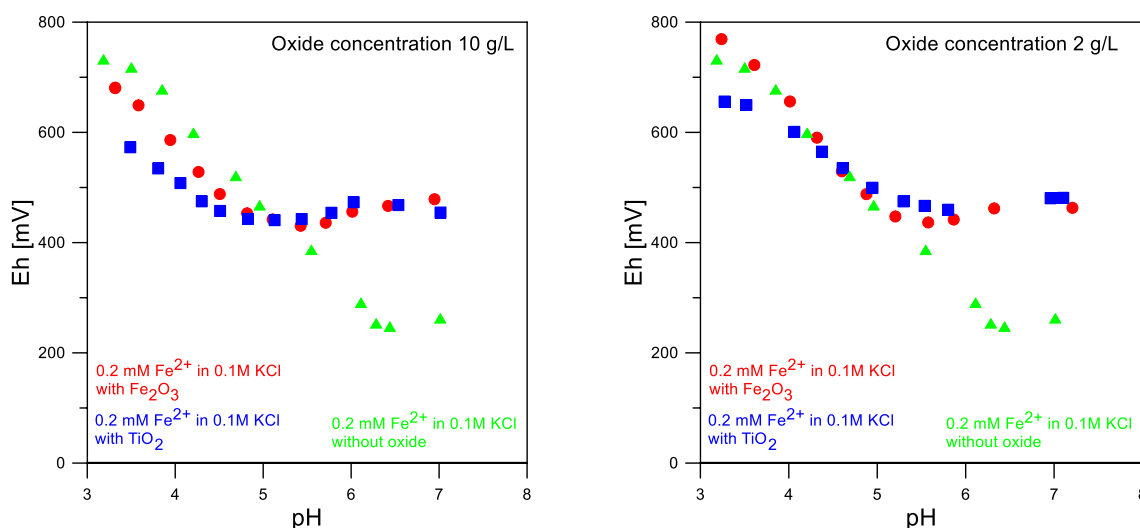 Oxide concentration 10 g/L
800
600
400
200
0
Eh [mV]
0.2 mM Fe2+ in 0.1M KCl
with Fe2O3
0.2 mM Fe2+ in 0.1M KCl
with TiO2
0.2 mM Fe2+ in 0.1M KCl
without oxide
3 4 5 6 7 8
pH
Oxide concentration 2 g/L
800
600
400
200
0
Eh [mV]
0.2 mM Fe2+ in 0.1M KCl
with Fe2O3
0.2 mM Fe2+ in 0.1M KCl
with TiO2
0.2 mM Fe2+ in 0.1M KCl
without oxide
3 4 5 6 7 8
pH